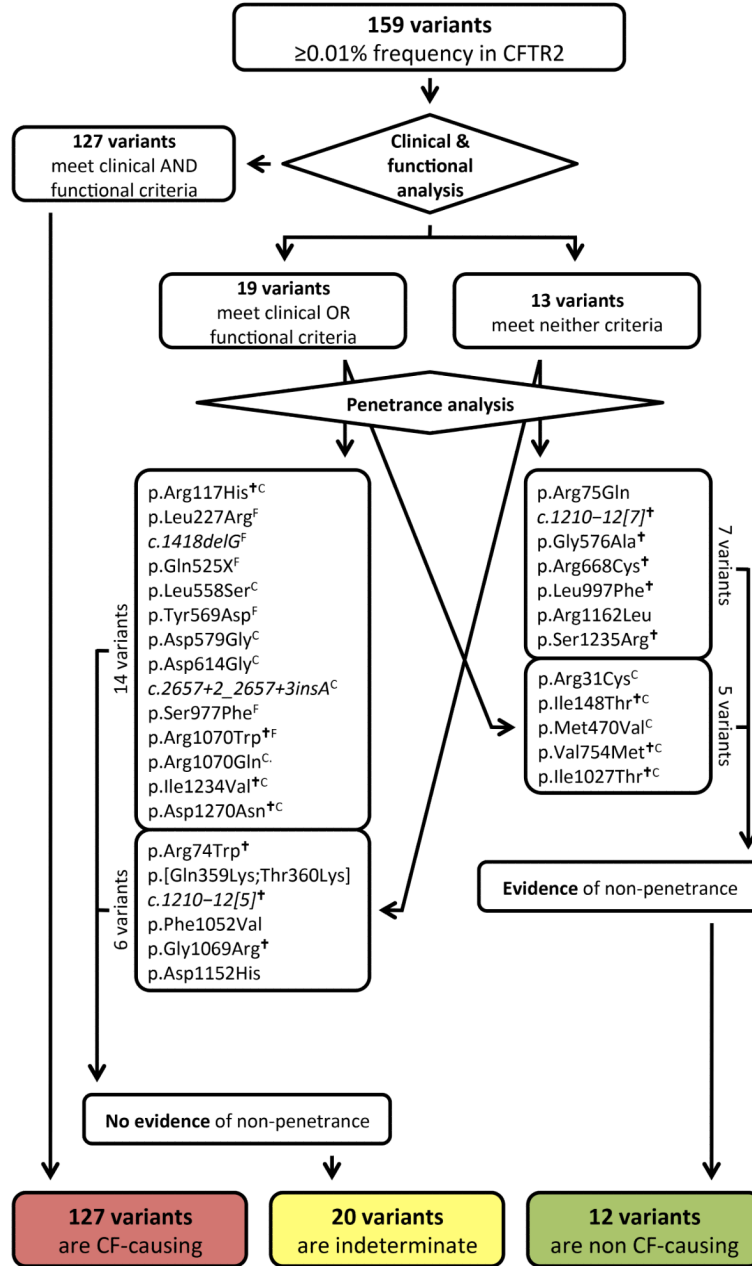 159 variants
≥0.01% frequency in CFTR2
127 variants
meet clinical AND
functional criteria
Clinical &
functional
analysis
19 variants
meet clinical OR
functional criteria
13 variants
meet neither criteria
Penetrance analysis
14 variants
p.Arg117His✝C
p.Leu227ArgF
c.1418delGF
p.Gln525XF
p.Leu558SerC
p.Tyr569AspF
p.Asp579GlyC
p.Asp614GlyC
c.2657+2_2657+3insAC
p.Ser977PheF
p.Arg1070Trp✝F
p.Arg1070GlnC.
p.Ile1234Val✝C
p.Asp1270Asn✝C
6 variants
p.Arg74Trp✝
p.[Gln359Lys;Thr360Lys]
c.1210−12[5]✝
p.Phe1052Val
p.Gly1069Arg✝
p.Asp1152His
p.Arg75Gln
c.1210−12[7]✝
p.Gly576Ala✝
p.Arg668Cys✝
p.Leu997Phe✝
p.Arg1162Leu
p.Ser1235Arg✝
7 variants
p.Arg31CysC
p.Ile148Thr✝C
p.Met470ValC
p.Val754Met✝C
p.Ile1027Thr✝C
5 variants
Evidence of non-penetrance
No evidence of non-penetrance
127 variants
are CF-causing
20 variants
are indeterminate
12 variants
are non CF-causing